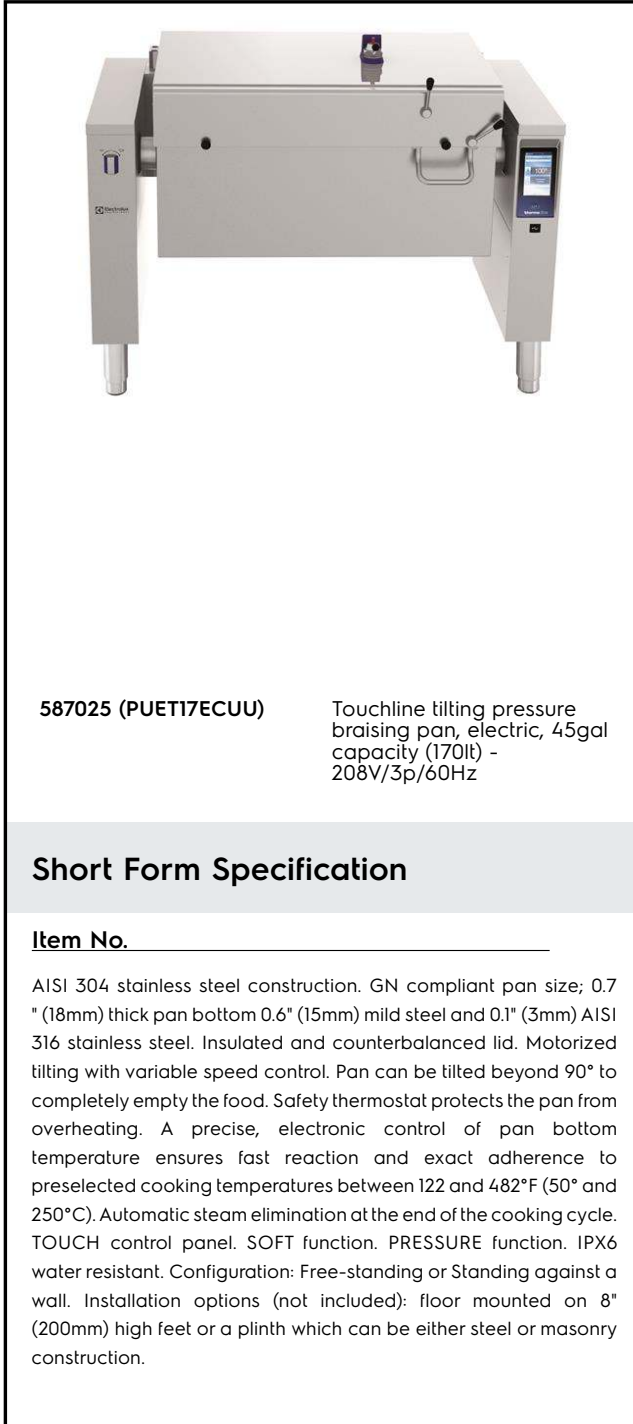 Electrolux
100°
587025 (PUET17ECUU)
Touchline tilting pressure
braising pan, electric, 45gal
capacity (170lt) -
208V/3p/60Hz
Short Form Specification
Item No.
AISI 304 stainless steel construction. GN compliant pan size; 0.7
" (18mm) thick pan bottom 0.6" (15mm) mild steel and 0.1" (3mm) AISI
316 stainless steel. Insulated and counterbalanced lid. Motorized
tilting with variable speed control. Pan can be tilted beyond 90° to
completely empty the food. Safety thermostat protects the pan from
overheating. A precise, electronic control of pan bottom
temperature ensures fast reaction and exact adherence to
preselected cooking temperatures between 122 and 482°F (50° and
250°C). Automatic steam elimination at the end of the cooking cycle.
TOUCH control panel. SOFT function. PRESSURE function. IPX6
water resistant. Configuration: Free-standing or Standing against a
wall. Installation options (not included): floor mounted on 8"
(200mm) high feet or a plinth which can be either steel or masonry
construction.